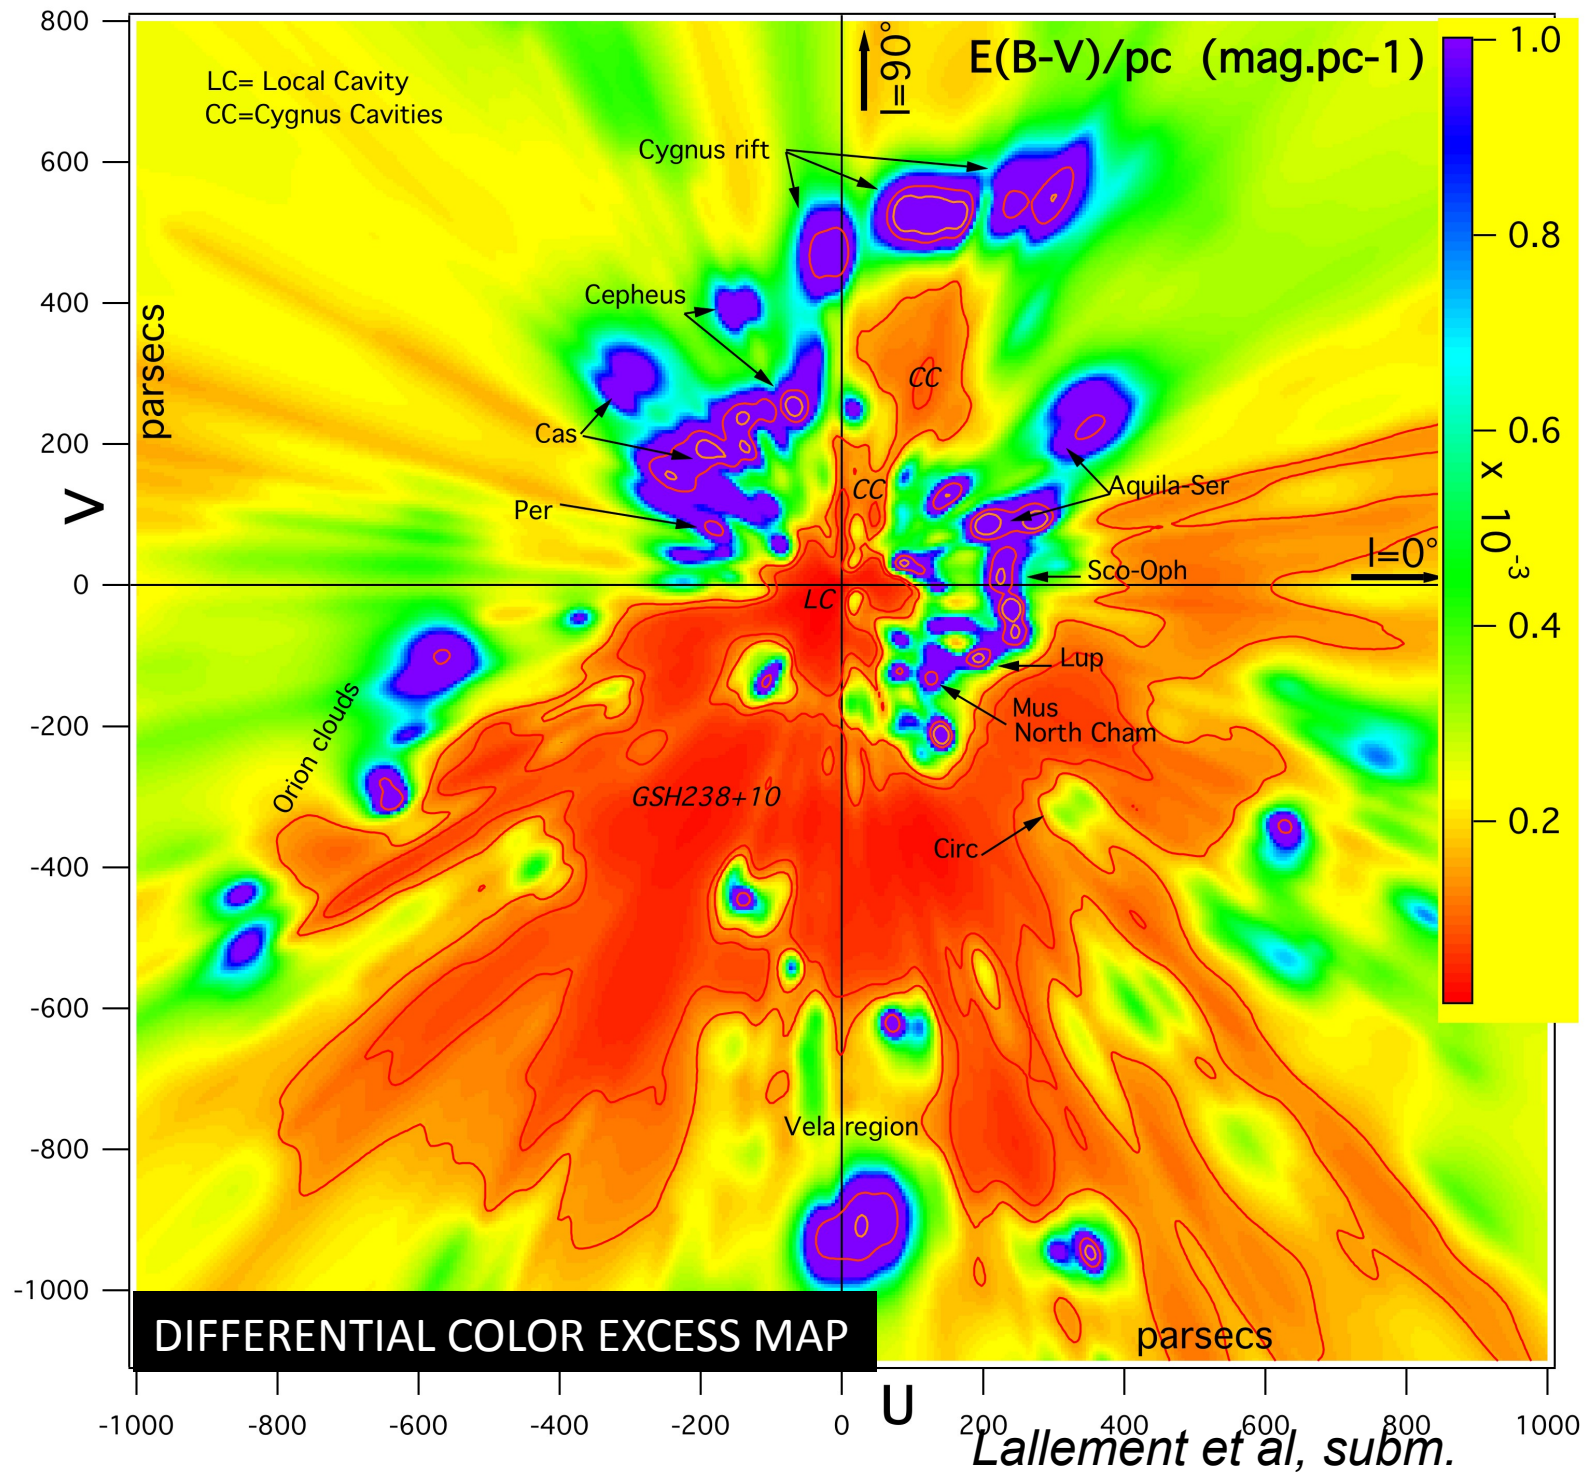 800
600
400
200
0
-200
-400
-600
-800
-1000
parsecs
V
LC= Local Cavity
CC=Cygnus Cavities
l=90°
E(B-V)/pc (mag.pc-1)
1.0
0.8
0.6
0.4
0.2
x 10-3
Cygnus rift
Cepheus
CC
Cas
CC
Aquila-Ser
Per
l=0°
Sco-Oph
LC
Lup
Mus
North Cham
Orion clouds
GSH238+10
Circ
Vela region
DIFFERENTIAL COLOR EXCESS MAP
parsecs
-1000 -800 -600 -400 -200 0 200 400 600 800 1000
U
Lallement et al, subm.